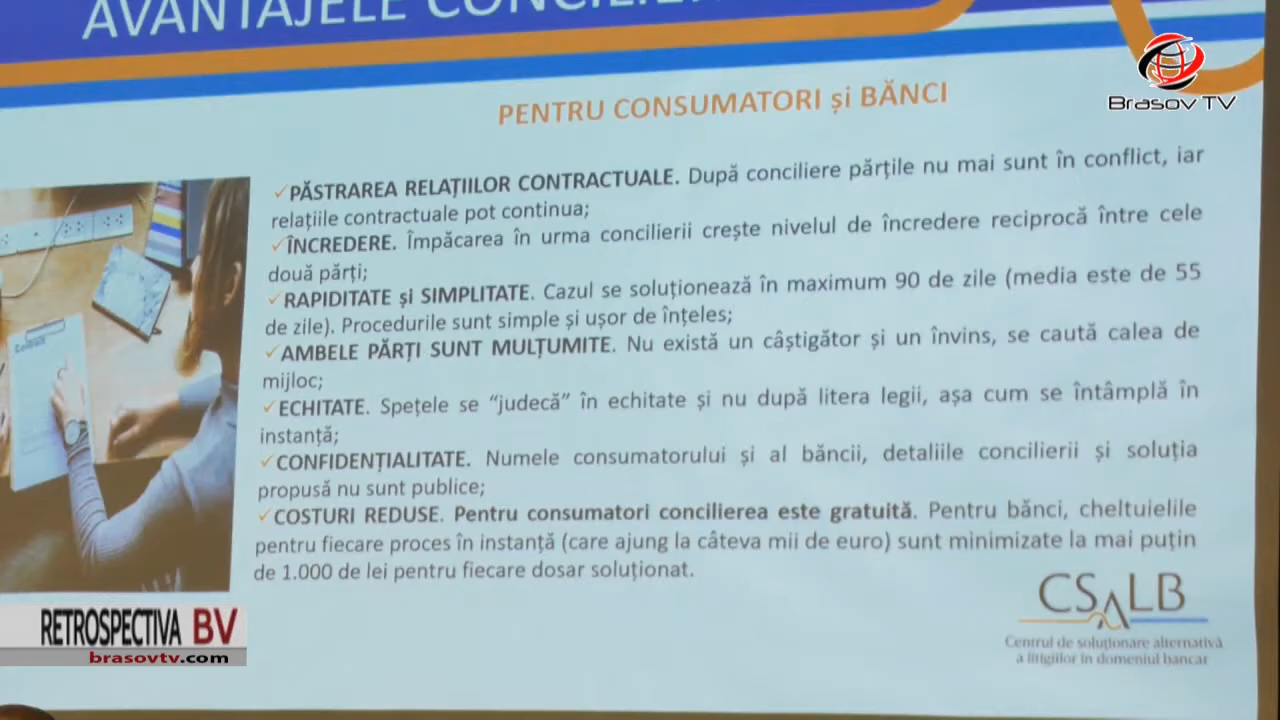 AVANTAJELE
Brasov TV
PENTRU CONSUMATORI și BĂNCI
✓PĂSTRAREA RELAȚIILOR CONTRACTUALE. După conciliere părțile nu mai sunt în conflict, iar
relațiile contractuale pot continua;
✓ÎNCREDERE. Împăcarea în urma concilierii crește nivelul de încredere reciprocă între cele
două părți;
✓RAPIDITATE și SIMPLITATE. Cazul se soluționează în maximum 90 de zile (media este de 55
de zile). Procedurile sunt simple și ușor de înțeles;
✓AMBELE PĂRȚI SUNT MULȚUMITE. Nu există un câștigător și un învins, se caută calea de
mijloc;
✓ECHITATE. Spețele se “judecă” în echitate și nu după litera legii, așa cum se întâmplă în
instanță;
✓CONFIDENȚIALITATE. Numele consumatorului și al băncii, detaliile concilierii și soluția
propusă nu sunt publice;
✓COSTURI REDUSE. Pentru consumatori concilierea este gratuită. Pentru bănci, cheltuielile
pentru fiecare proces în instanță (care ajung la câteva mii de euro) sunt minimizate la mai puțin
de 1.000 de lei pentru fiecare dosar soluționat.
CSALB
Centrul de soluționare alternativă
a litigiilor în domeniul bancar
RETROSPECTIVA BV
brasovtv.com